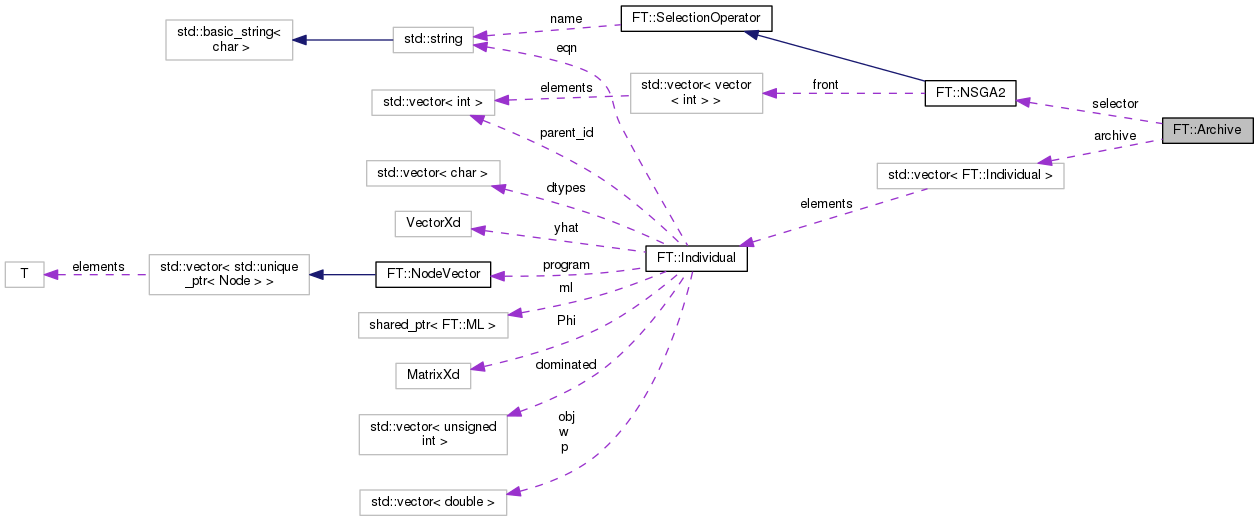 FT::SelectionOperator
name
std::basic_string<
char >
std::string
eqn
std::vector< vector
< int > >
front
FT::NSGA2
elements
std::vector< int >
selector
FT::Archive
parent_id
archive
std::vector< char >
std::vector< FT::Individual >
dtypes
elements
VectorXd
yhat
FT::Individual
T
elements
std::vector< std::unique
_ptr< Node > >
FT::NodeVector
program
ml
shared_ptr< FT::ML >
Phi
MatrixXd
dominated
std::vector< unsigned
int >
obj
w
p
std::vector< double >